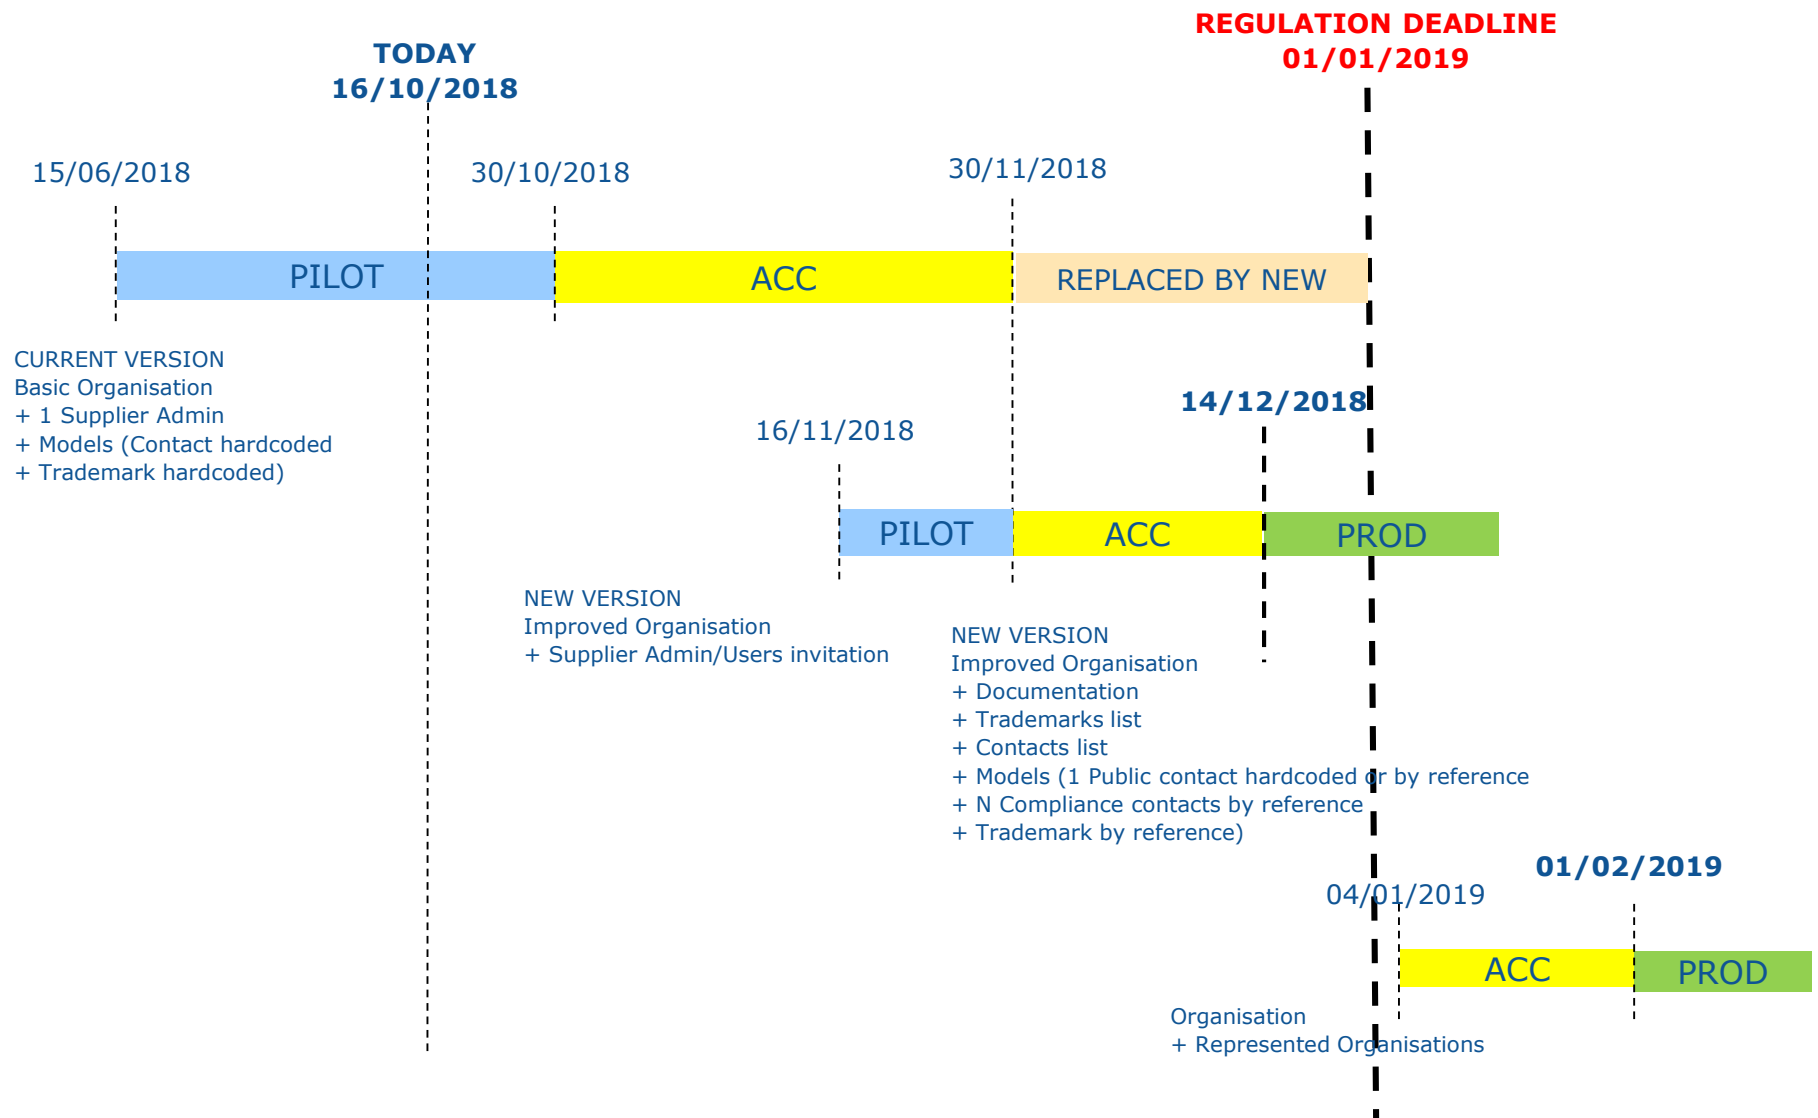 REGULATION DEADLINE
01/01/2019
TODAY
16/10/2018
15/06/2018
30/10/2018
30/11/2018
PILOT
ACC
REPLACED BY NEW
CURRENT VERSION
Basic Organisation
+ 1 Supplier Admin
+ Models (Contact hardcoded
+ Trademark hardcoded)
14/12/2018
16/11/2018
PILOT
ACC
PROD
NEW VERSION
Improved Organisation
+ Supplier Admin/Users invitation
NEW VERSION
Improved Organisation
+ Documentation
+ Trademarks list
+ Contacts list
+ Models (1 Public contact hardcoded or by reference
+ N Compliance contacts by reference
+ Trademark by reference)
01/02/2019
04/01/2019
ACC
PROD
Organisation
+ Represented Organisations